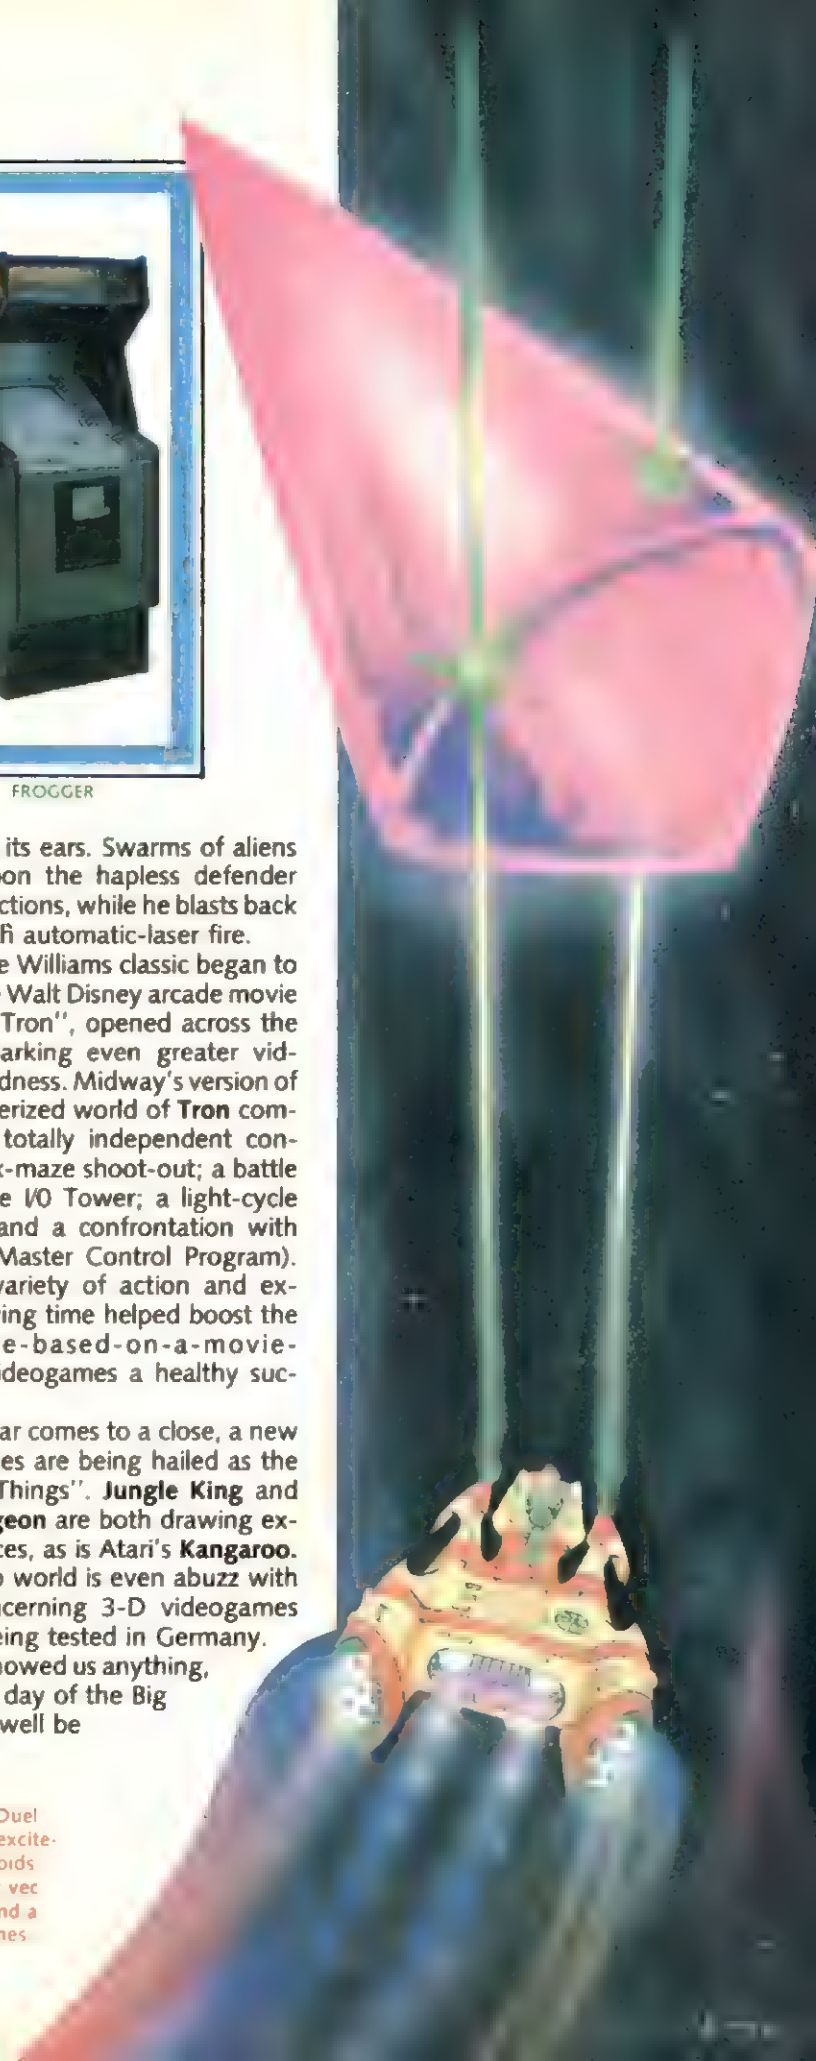 FROGGER
its ears. Swarms of aliens
on the hapless defender
ctions, while he blasts back
automatic-laser fire.
e Williams classic began to
Walt Disney arcade movie
Tron", opened across the
arking even greater vid-
dness. Midway's version of
erized world of Tron com-
totally independent con-
k-maze shoot-out; a battle
e I/O Tower; a light-cycle
and a confrontation with
Master Control Program).
variety of action and ex-
ing time helped boost the
e-based-on-a-movie-
ideogames a healthy suc-
ar comes to a close, a new
es are being hailed as the
Things". Jungle King and
geon are both drawing ex-
ces, as is Atari's Kangaroo.
o world is even abuzz with
ncerning 3-D videogames
eing tested in Germany.
howed us anything,
day of the Big
well be
Duel
excite-
oids
vec
nd a
nes